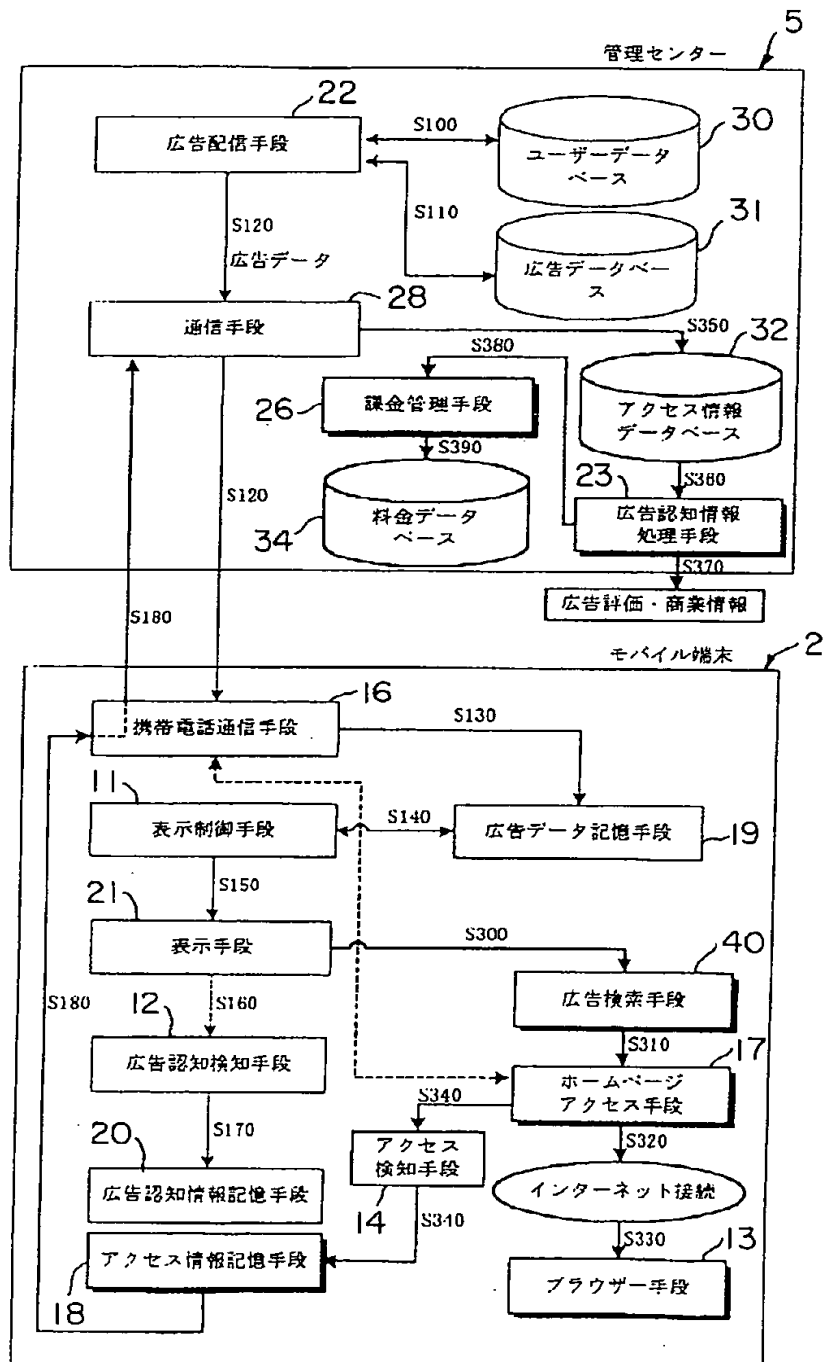 5
管理センター
22
広告配信手段
S100
30
ユーザーデータ
ベース
S110
31
広告データベー
ス
S120
広告データ
28
通信手段
S350
32
アクセス情報
データベース
S380
26
課金管理手段
S390
34
料金データ
ベース
S360
23
広告認知情報
処理手段
S370
広告評価・商業情報
S120
S180
モバイル端末
2
16
携帯電話通信手段
S130
11
表示制御手段
S140
広告データ記憶手段
19
S150
21
表示手段
S300
40
広告検索手段
S180
S160
12
広告認知検知手段
S310
17
ホームページ
アクセス手段
S340
アクセス
検知手段
14
S320
S170
20
広告認知情報記憶手段
インターネット接続
S340
アクセス情報記憶手段
18
S330
13
ブラウザー手段